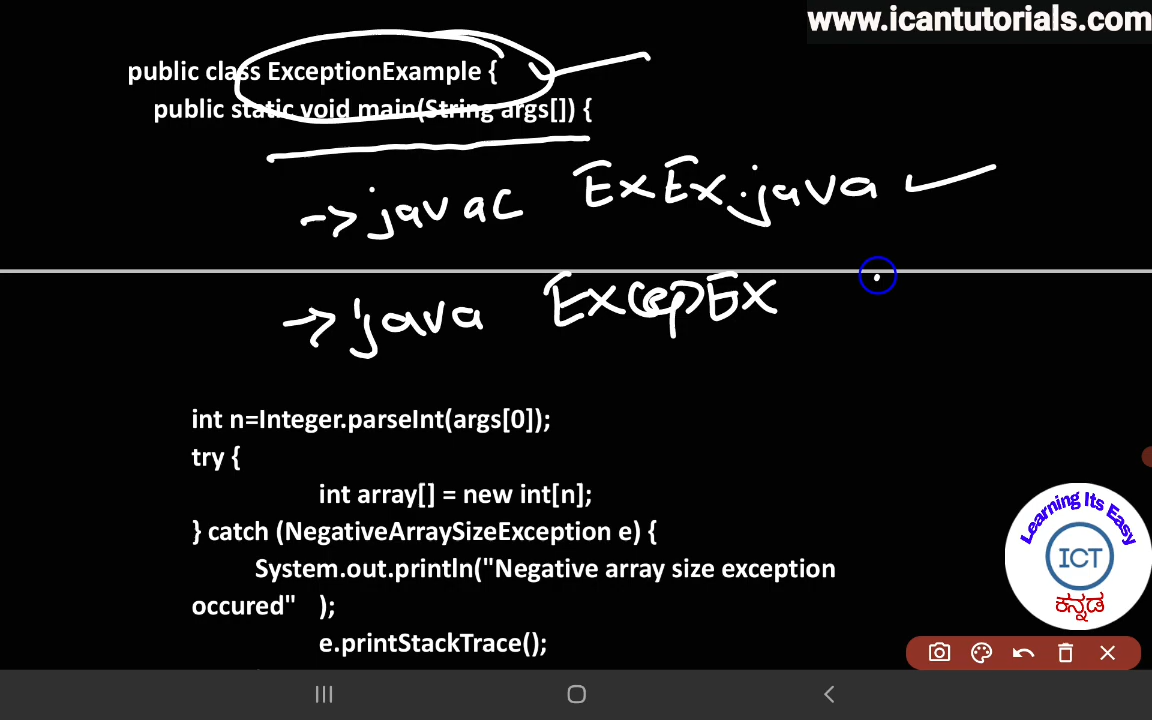 www.icantutorials.com
public class ExceptionExample {
public static void main(String args[]) {
-> javac ExEx.java
-> java ExcepEx
int n=Integer.parseInt(args[0]);
try {
int array[] = new int[n];
} catch (NegativeArraySizeException e) {
System.out.println("Negative array size exception
occured" );
e.printStackTrace();
Learning Its Easy
ICT
ಕನ್ನಡ